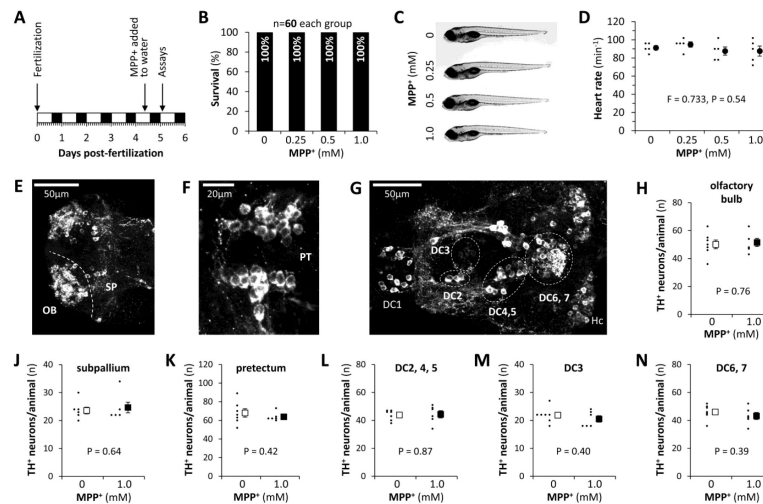 A
Fertilization
MPP+ added
to water
Assays
0 1 2 3 4 5 6
Days post-fertilization
B
n=60 each group
Survival (%)
100
80
60
40
20
0
100% 100% 100% 100%
0 0.25 0.5 1.0
MPP⁺ (mM)
C
MPP⁺ (mM)
0
0.25
0.5
1.0
D
Heart rate (min⁻¹)
120
100
80
60
40
20
0
F = 0.733, P = 0.54
0 0.25 0.5 1.0
MPP⁺ (mM)
E
50μm
OB
SP
F
20μm
PT
G
50μm
DC3
DC1
DC2
DC4,5
DC6, 7
Hc
H
olfactory
bulb
TH⁺ neurons/animal (n)
100
80
60
40
20
0
P = 0.76
0 1.0
MPP⁺ (mM)
J
subpallium
TH⁺ neurons/animal (n)
40
30
20
10
0
P = 0.64
0 1.0
MPP⁺ (mM)
K
pretectum
TH⁺ neurons/animal (n)
120
100
80
60
40
20
0
P = 0.42
0 1.0
MPP⁺ (mM)
L
DC2, 4, 5
TH⁺ neurons/animal (n)
80
60
40
20
0
P = 0.87
0 1.0
MPP⁺ (mM)
M
DC3
TH⁺ neurons/animal (n)
40
30
20
10
0
P = 0.40
0 1.0
MPP⁺ (mM)
N
DC6, 7
TH⁺ neurons/animal (n)
80
60
40
20
0
P = 0.39
0 1.0
MPP⁺ (mM)